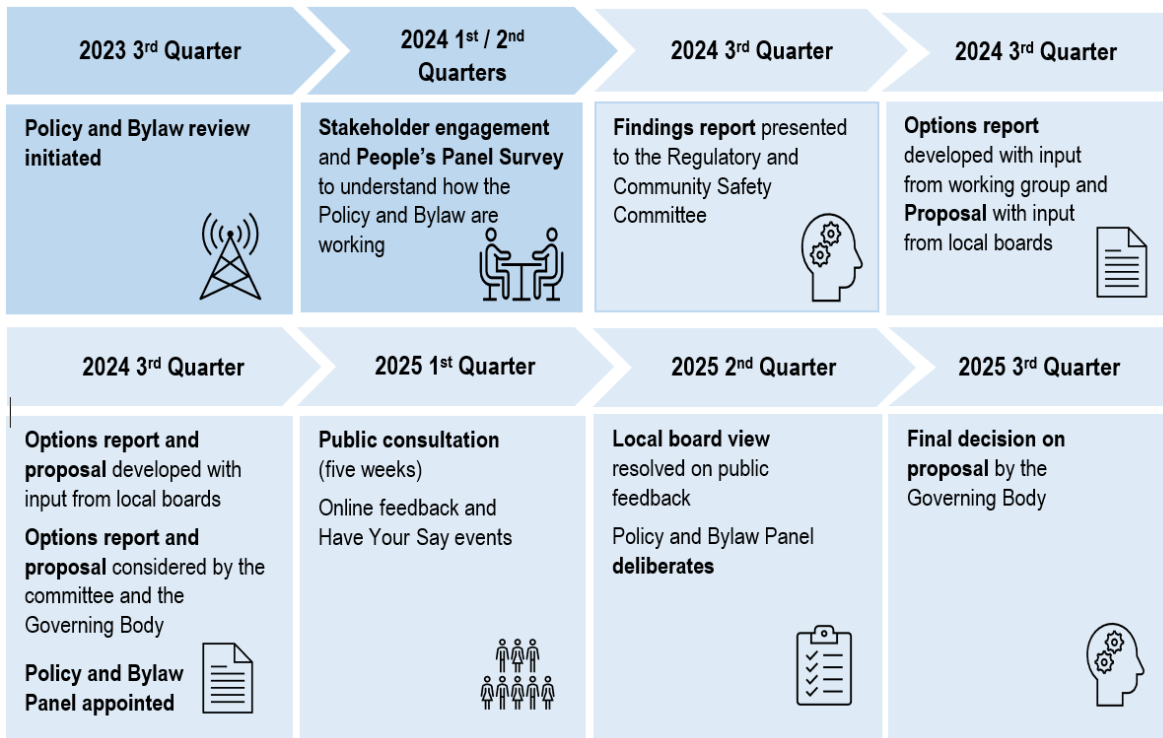 2023 3rd Quarter
2024 1st / 2nd
Quarters
2024 3rd Quarter
2024 3rd Quarter
Policy and Bylaw review
initiated
Stakeholder engagement
and People’s Panel Survey
to understand how the
Policy and Bylaw are
working
Findings report presented
to the Regulatory and
Community Safety
Committee
Options report
developed with input
from working group and
Proposal with input
from local boards
2024 3rd Quarter
2025 1st Quarter
2025 2nd Quarter
2025 3rd Quarter
Options report and
proposal developed with
input from local boards
Options report and
proposal considered by the
committee and the
Governing Body
Policy and Bylaw
Panel appointed
Public consultation
(five weeks)
Online feedback and
Have Your Say events
Local board view
resolved on public
feedback
Policy and Bylaw Panel
deliberates
Final decision on
proposal by the
Governing Body